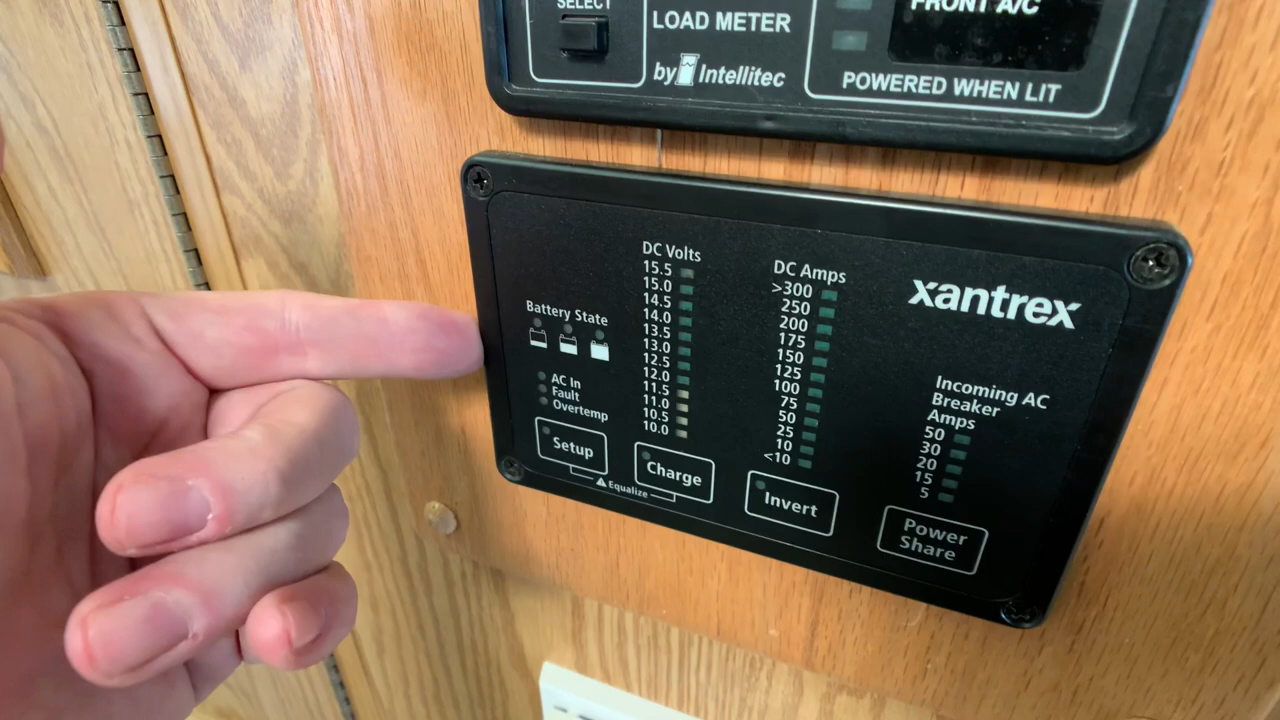 SELECT
LOAD METER
by Intellitec
FRONT A/C
POWERED WHEN LIT
xantrex
Battery State
AC In
Fault
Overtemp
Setup
Equalize
DC Volts
15.5
15.0
14.5
14.0
13.5
13.0
12.5
12.0
11.5
11.0
10.5
10.0
Charge
DC Amps
>300
250
200
175
150
125
100
75
50
25
10
<10
Invert
Incoming AC
Breaker
Amps
50
30
20
15
5
Power
Share